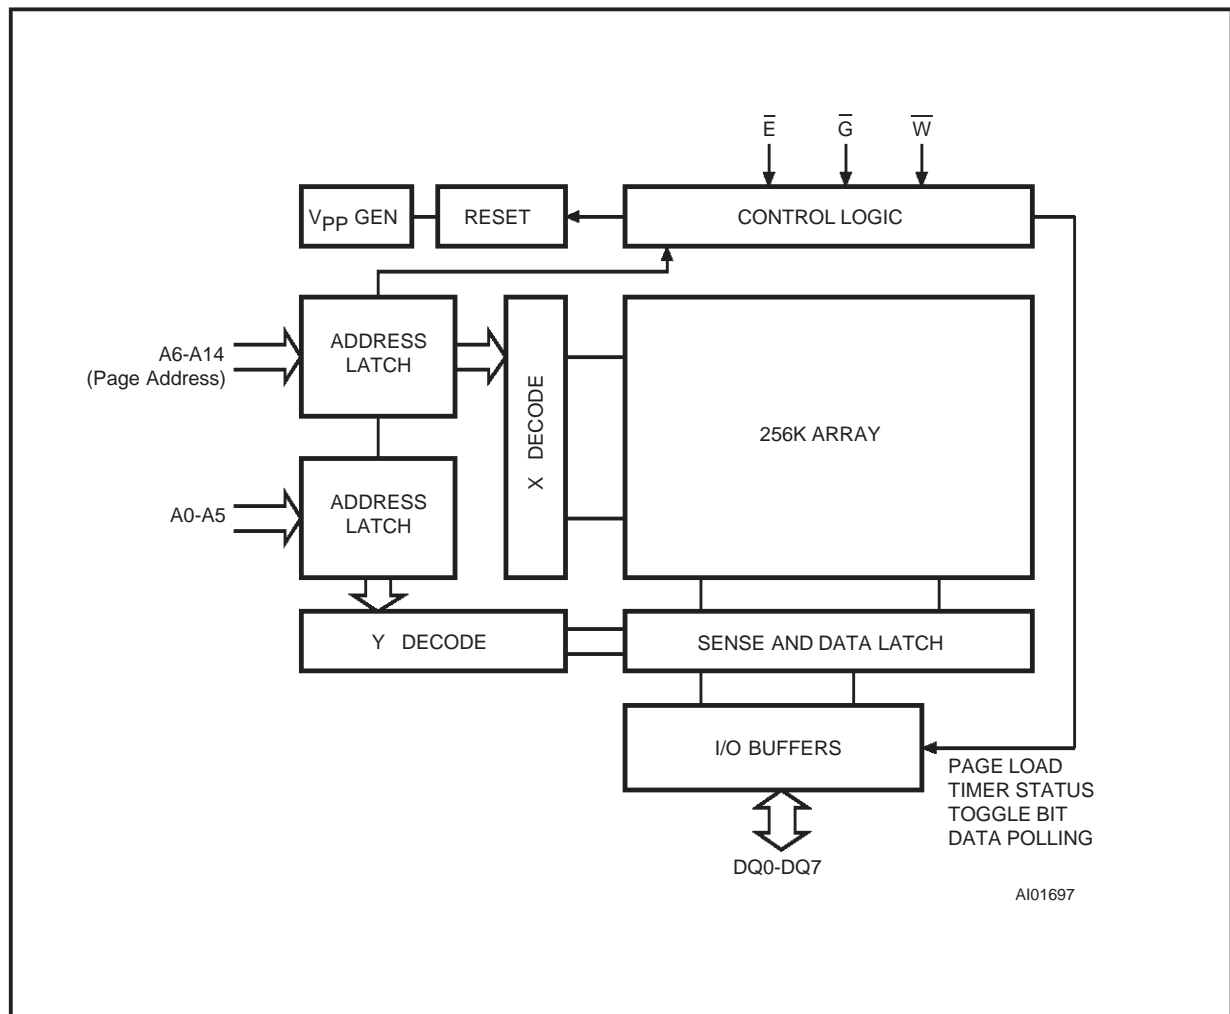 E̅ G̅ W̅
V_PP GEN
RESET
CONTROL LOGIC
A6-A14
(Page Address)
ADDRESS
LATCH
X DECODE
256K ARRAY
A0-A5
ADDRESS
LATCH
Y DECODE
SENSE AND DATA LATCH
I/O BUFFERS
PAGE LOAD
TIMER STATUS
TOGGLE BIT
DATA POLLING
DQ0-DQ7
AI01697